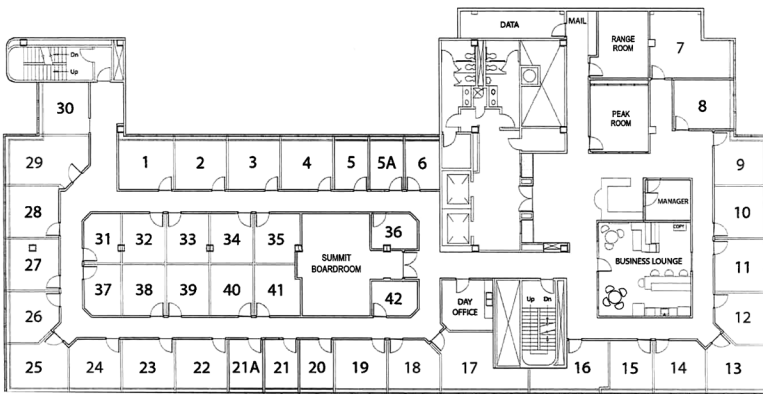 DATA
MAIL
RANGE
ROOM
7
Dn
Up
30
PEAK
ROOM
8
29
1
2
3
4
5
5A
6
9
28
31
32
33
34
35
36
MANAGER
10
27
SUMMIT
BOARDROOM
COPY
BUSINESS LOUNGE
11
37
38
39
40
41
42
DAY
OFFICE
Up
Dn
26
12
25
24
23
22
21A
21
20
19
18
17
16
15
14
13